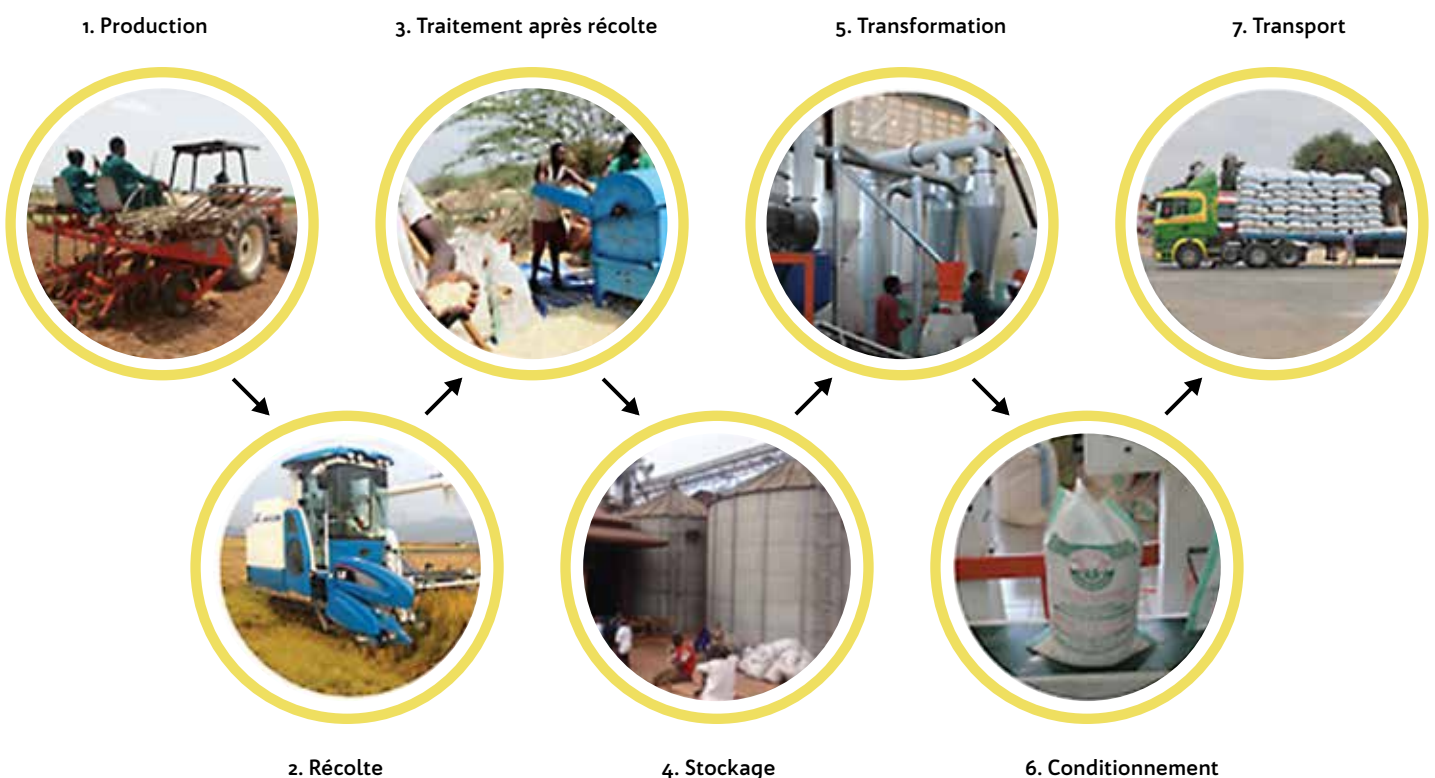 1. Production
2. Récolte
3. Traitement après récolte
4. Stockage
5. Transformation
6. Conditionnement
7. Transport